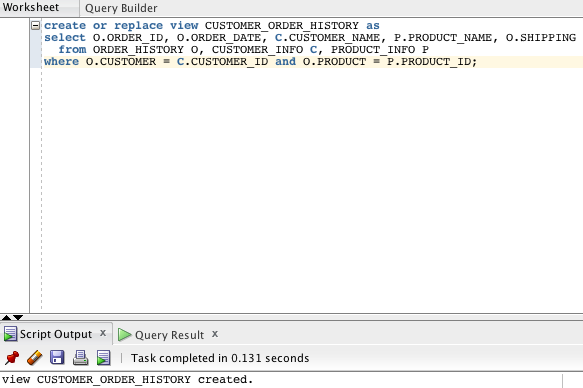 Worksheet Query Builder
create or replace view CUSTOMER_ORDER_HISTORY as
select O.ORDER_ID, O.ORDER_DATE, C.CUSTOMER_NAME, P.PRODUCT_NAME, O.SHIPPING
from ORDER_HISTORY O, CUSTOMER_INFO C, PRODUCT_INFO P
where O.CUSTOMER = C.CUSTOMER_ID and O.PRODUCT = P.PRODUCT_ID;
Script Output x Query Result x
Task completed in 0.131 seconds
view CUSTOMER_ORDER_HISTORY created.